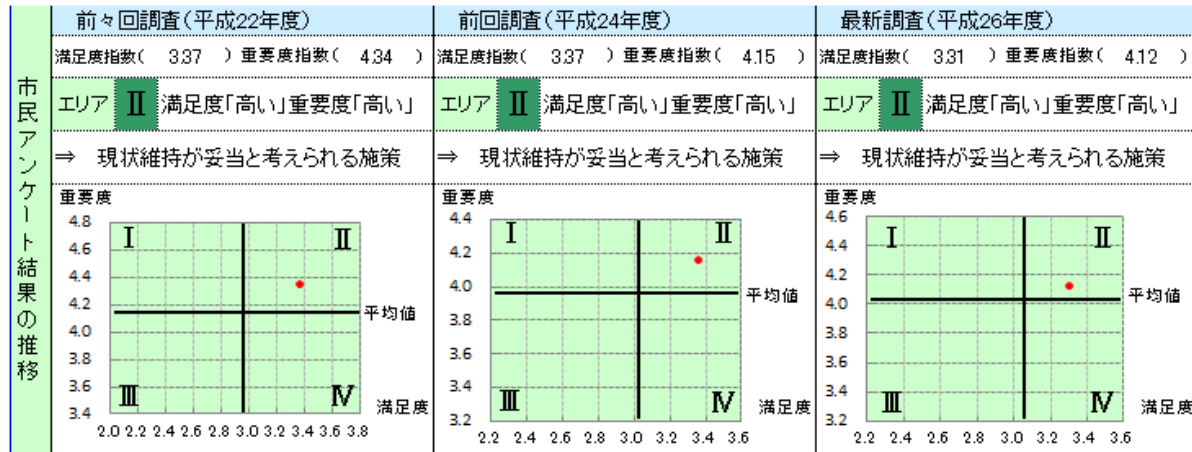 市民アンケート結果の推移
前々回調査(平成22年度)
満足度指数( 3.37 )重要度指数( 4.34 )
エリア Ⅱ 満足度「高い」重要度「高い」
⇒ 現状維持が妥当と考えられる施策
重要度
4.8
4.6
4.4
4.2
4.0
3.8
3.6
3.4
Ⅰ Ⅱ
平均値
Ⅲ Ⅳ
満足度
2.0 2.2 2.4 2.6 2.8 3.0 3.2 3.4 3.6 3.8
前回調査(平成24年度)
満足度指数( 3.37 )重要度指数( 4.15 )
エリア Ⅱ 満足度「高い」重要度「高い」
⇒ 現状維持が妥当と考えられる施策
重要度
4.4
4.2
4.0
3.8
3.6
3.4
3.2
Ⅰ Ⅱ
平均値
Ⅲ Ⅳ
満足度
2.2 2.4 2.6 2.8 3.0 3.2 3.4 3.6
最新調査(平成26年度)
満足度指数( 3.31 )重要度指数( 4.12 )
エリア Ⅱ 満足度「高い」重要度「高い」
⇒ 現状維持が妥当と考えられる施策
重要度
4.6
4.4
4.2
4.0
3.8
3.6
3.4
3.2
Ⅰ Ⅱ
平均値
Ⅲ Ⅳ
満足度
2.2 2.4 2.6 2.8 3.0 3.2 3.4 3.6